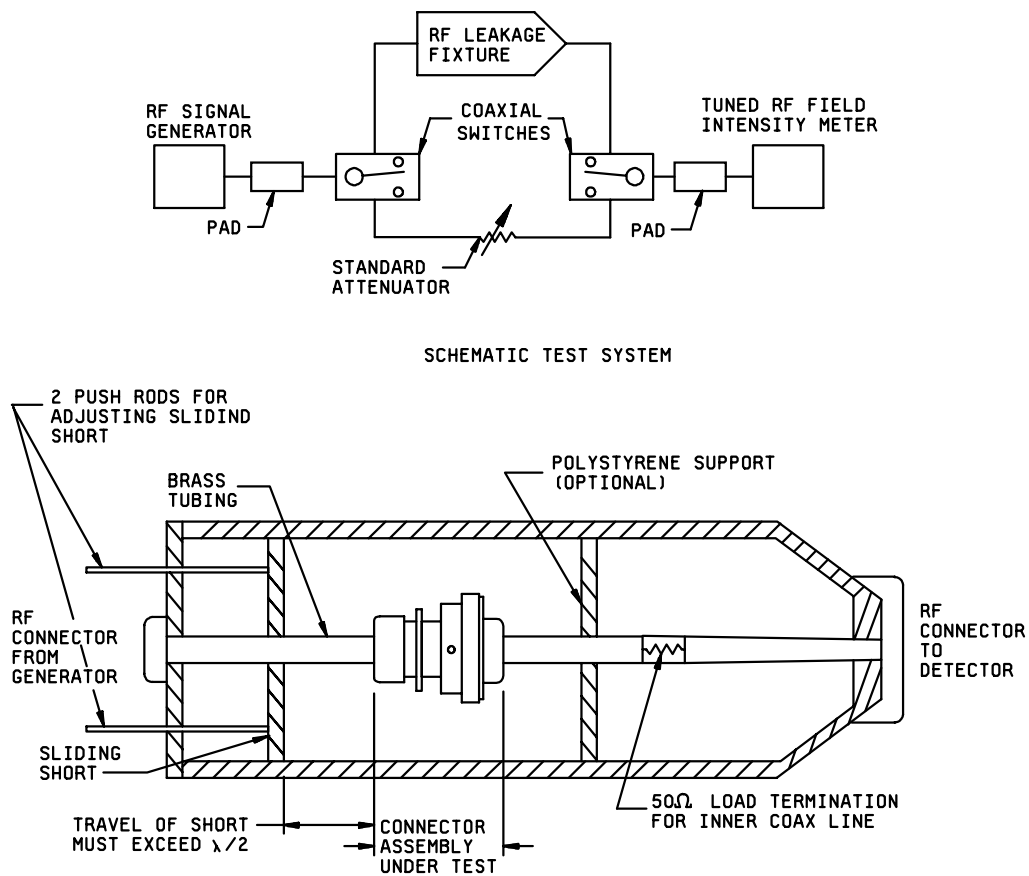 RF LEAKAGE
FIXTURE
RF SIGNAL
GENERATOR
COAXIAL
SWITCHES
TUNED RF FIELD
INTENSITY METER
PAD
PAD
STANDARD
ATTENUATOR
SCHEMATIC TEST SYSTEM
2 PUSH RODS FOR
ADJUSTING SLIDIND
SHORT
BRASS
TUBING
POLYSTYRENE SUPPORT
(OPTIONAL)
RF
CONNECTOR
FROM
GENERATOR
RF
CONNECTOR
TO
DETECTOR
SLIDING
SHORT
50Ω LOAD TERMINATION
FOR INNER COAX LINE
TRAVEL OF SHORT
MUST EXCEED λ/2
CONNECTOR
ASSEMBLY
UNDER TEST